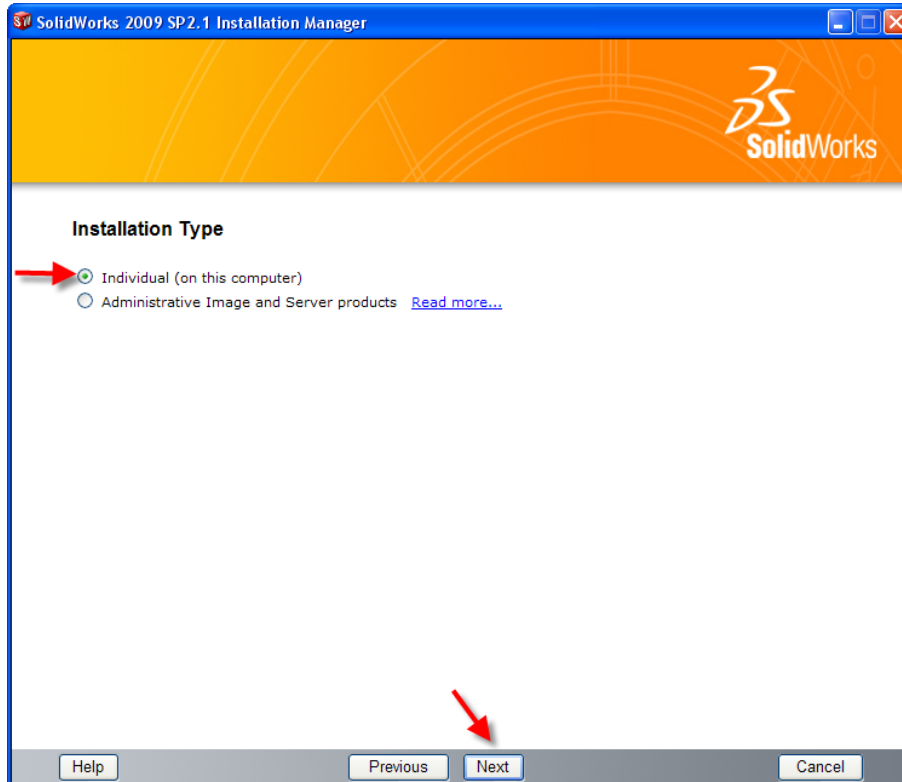 SolidWorks 2009 SP2.1 Installation Manager
SolidWorks
Installation Type
Individual (on this computer)
Administrative Image and Server products Read more...
Help Previous Next Cancel